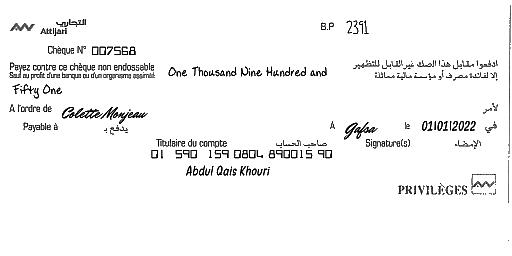 التجاري
Attijari
B.P 2391
Chèque N° 007568
Payez contre ce chèque non endossable
Sauf au profit d'une banque ou d'un organisme assimilé
ادفعوا مقابل هذا الصك غير القابل للتظهير
إلا لفائدة مصرف أو مؤسسة مالية مماثلة
One Thousand Nine Hundred and
Fifty One
A l'ordre de Colette Monjeau لأمر
Payable à يدفع بـ A Gafsa le 01/01/2022 في
Titulaire du compte صاحب الحساب Signature(s) الإمضاء
01 590 159 0804 890015 90
Abdul Qais Khouri
PRIVILÈGES